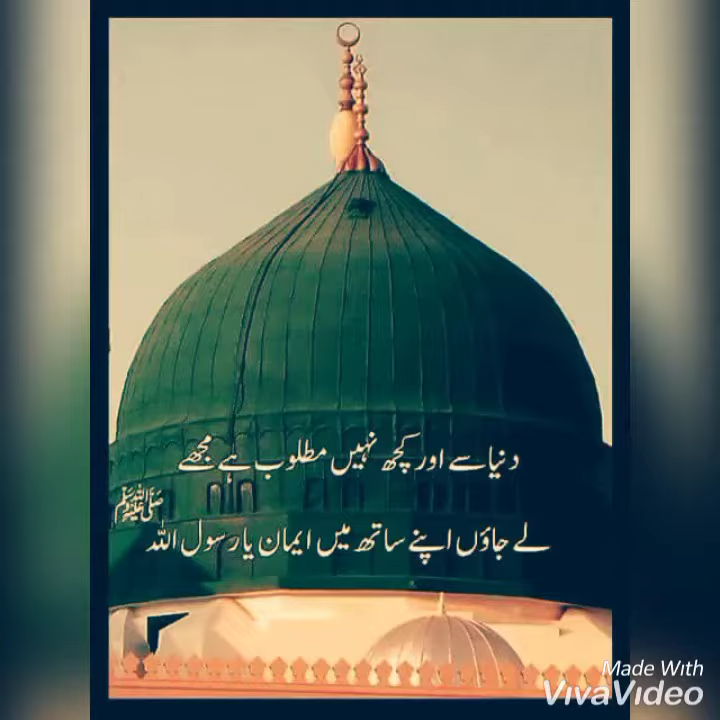 دنیا سے اور کچھ نہیں مطلوب ہے مجھے
صلی اللہ علیہ وسلم
لے جاؤں اپنے ساتھ میں ایمان یا رسول اللہ
Made With
VivaVideo